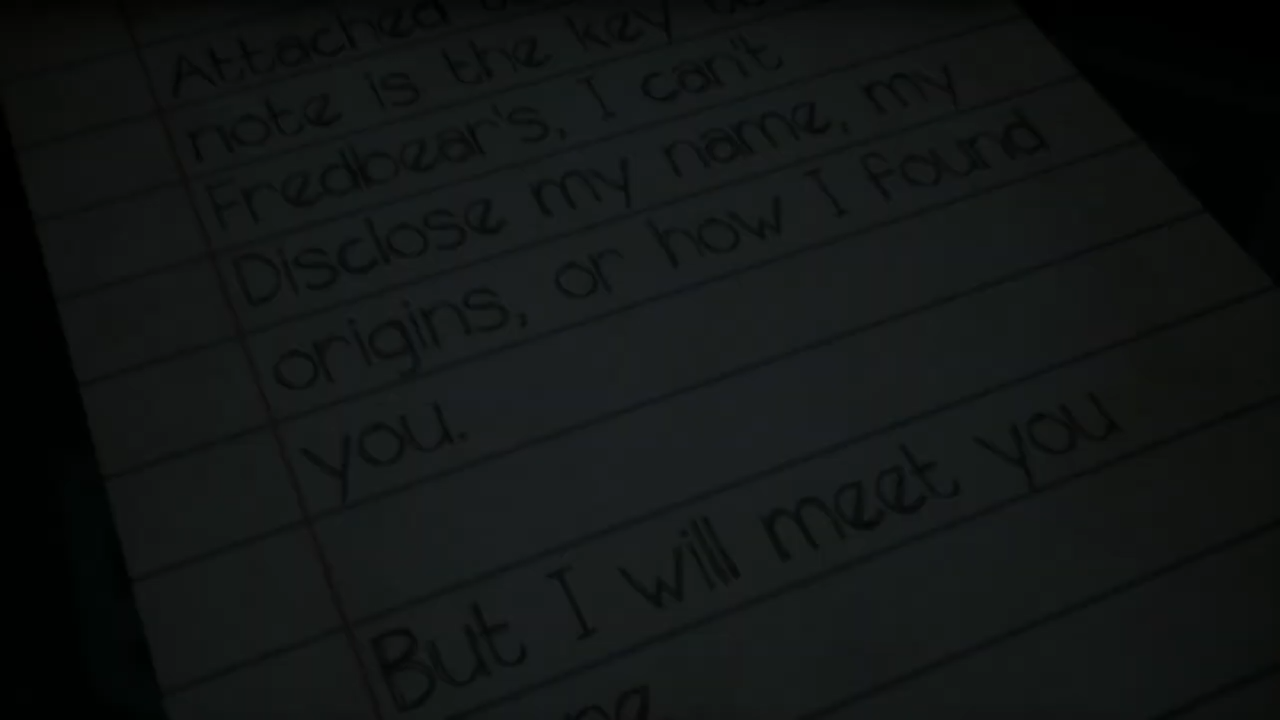 Attached
note is the key
Fredbear's, I can't
Disclose my name, my
origins, or how I found
you.
But I will meet you